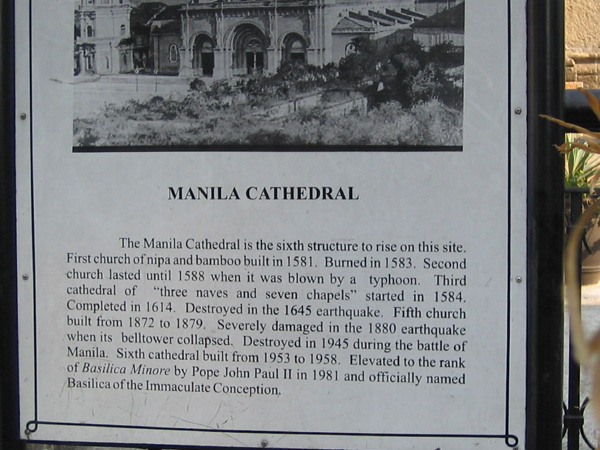 MANILA CATHEDRAL
The Manila Cathedral is the sixth structure to rise on this site.
First church of nipa and bamboo built in 1581. Burned in 1583. Second
church lasted until 1588 when it was blown by a typhoon. Third
cathedral of "three naves and seven chapels" started in 1584.
Completed in 1614. Destroyed in the 1645 earthquake. Fifth church
built from 1872 to 1879. Severely damaged in the 1880 earthquake
when its belltower collapsed. Destroyed in 1945 during the battle of
Manila. Sixth cathedral built from 1953 to 1958. Elevated to the rank
of Basilica Minore by Pope John Paul II in 1981 and officially named
Basilica of the Immaculate Conception.